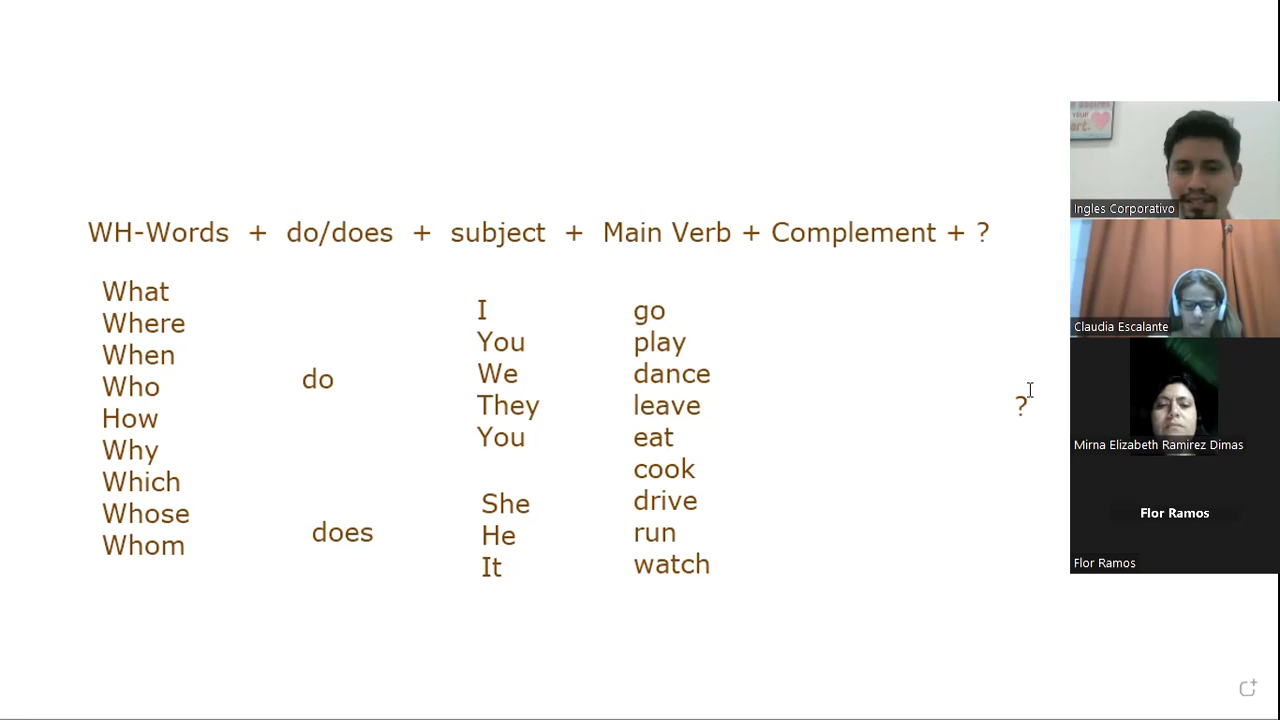 WH-Words + do/does + subject + Main Verb + Complement + ?
What
Where
When
Who
How
Why
Which
Whose
Whom
do
does
I
You
We
They
You
She
He
It
go
play
dance
leave
eat
cook
drive
run
watch
?
YOUR
art.
Ingles Corporativo
Claudia Escalante
Mirna Elizabeth Ramirez Dimas
Flor Ramos
Flor Ramos